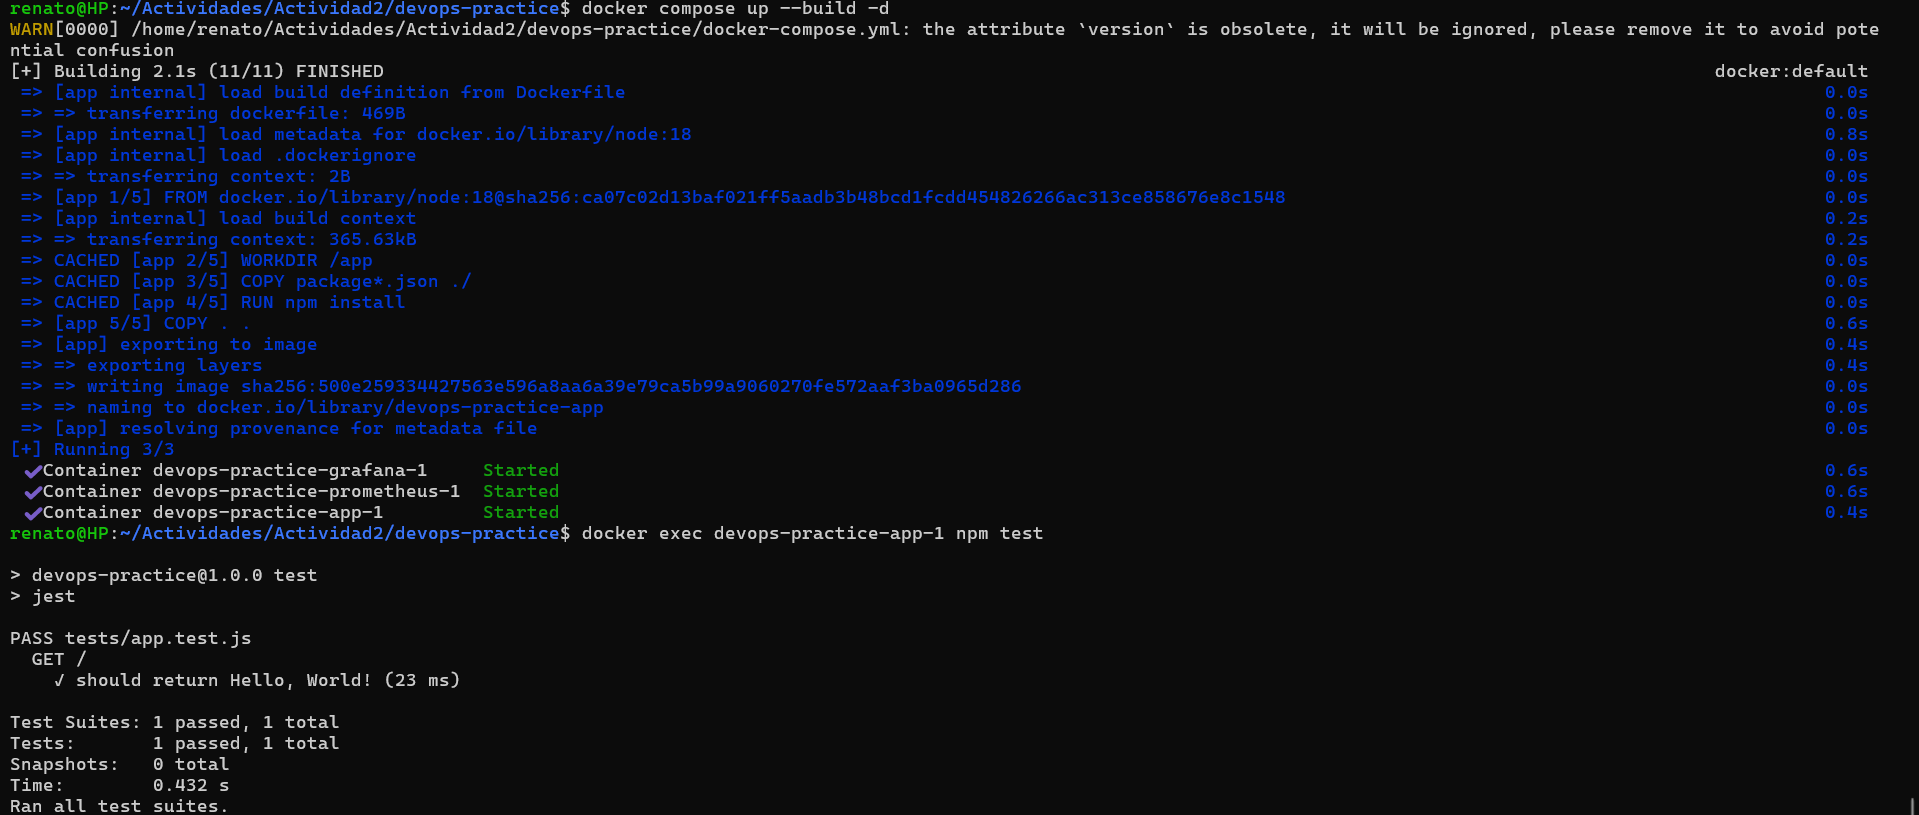 renato@HP:~/Actividades/Actividad2/devops-practice$ docker compose up --build -d
WARN[0000] /home/renato/Actividades/Actividad2/devops-practice/docker-compose.yml: the attribute `version` is obsolete, it will be ignored, please remove it to avoid pote
ntial confusion
[+] Building 2.1s (11/11) FINISHED docker:default
=> [app internal] load build definition from Dockerfile 0.0s
=> => transferring dockerfile: 469B 0.0s
=> [app internal] load metadata for docker.io/library/node:18 0.8s
=> [app internal] load .dockerignore 0.0s
=> => transferring context: 2B 0.0s
=> [app 1/5] FROM docker.io/library/node:18@sha256:ca07c02d13baf021ff5aadb3b48bcd1fcdd454826266ac313ce858676e8c1548 0.0s
=> [app internal] load build context 0.2s
=> => transferring context: 365.63kB 0.2s
=> CACHED [app 2/5] WORKDIR /app 0.0s
=> CACHED [app 3/5] COPY package*.json ./ 0.0s
=> CACHED [app 4/5] RUN npm install 0.0s
=> [app 5/5] COPY . . 0.6s
=> [app] exporting to image 0.4s
=> => exporting layers 0.4s
=> => writing image sha256:500e259334427563e596a8aa6a39e79ca5b99a9060270fe572aaf3ba0965d286 0.0s
=> => naming to docker.io/library/devops-practice-app 0.0s
=> [app] resolving provenance for metadata file 0.0s
[+] Running 3/3
✔Container devops-practice-grafana-1 Started 0.6s
✔Container devops-practice-prometheus-1 Started 0.6s
✔Container devops-practice-app-1 Started 0.4s
renato@HP:~/Actividades/Actividad2/devops-practice$ docker exec devops-practice-app-1 npm test
> devops-practice@1.0.0 test
> jest
PASS tests/app.test.js
GET /
✓ should return Hello, World! (23 ms)
Test Suites: 1 passed, 1 total
Tests: 1 passed, 1 total
Snapshots: 0 total
Time: 0.432 s
Ran all test suites.